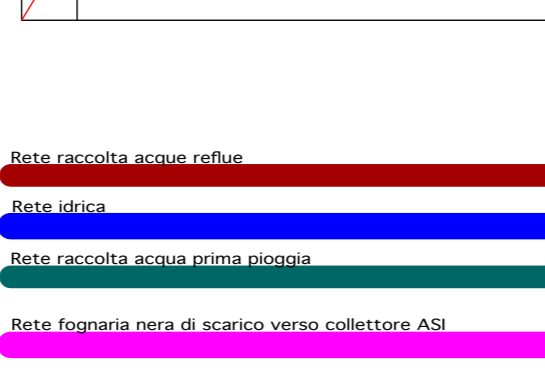 Rete raccolta acque reflue
Rete idrica
Rete raccolta acqua prima pioggia
Rete fognaria nera di scarico verso collettore ASI